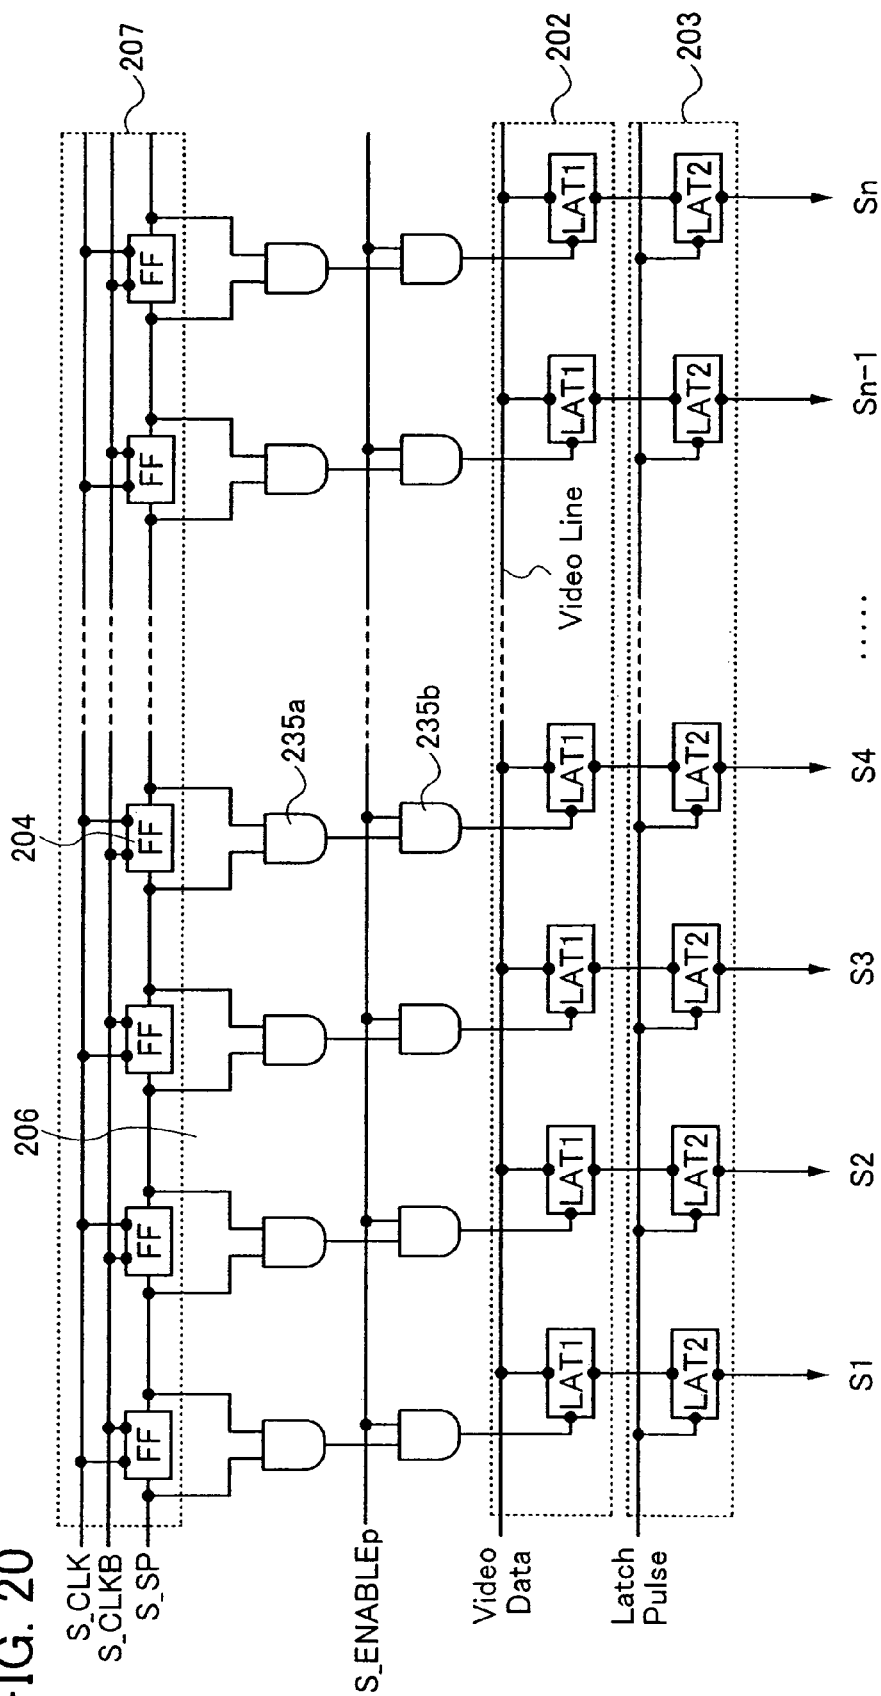 FIG. 20
207
S_CLK
S_CLKB
S_SP
206
204
FF FF FF FF FF FF
235a
S_ENABLEp
235b
202
Video
Data
Video Line
LAT1 LAT1 LAT1 LAT1 LAT1 LAT1
203
Latch
Pulse
LAT2 LAT2 LAT2 LAT2 LAT2 LAT2
S1 S2 S3 S4 ..... Sn-1 Sn